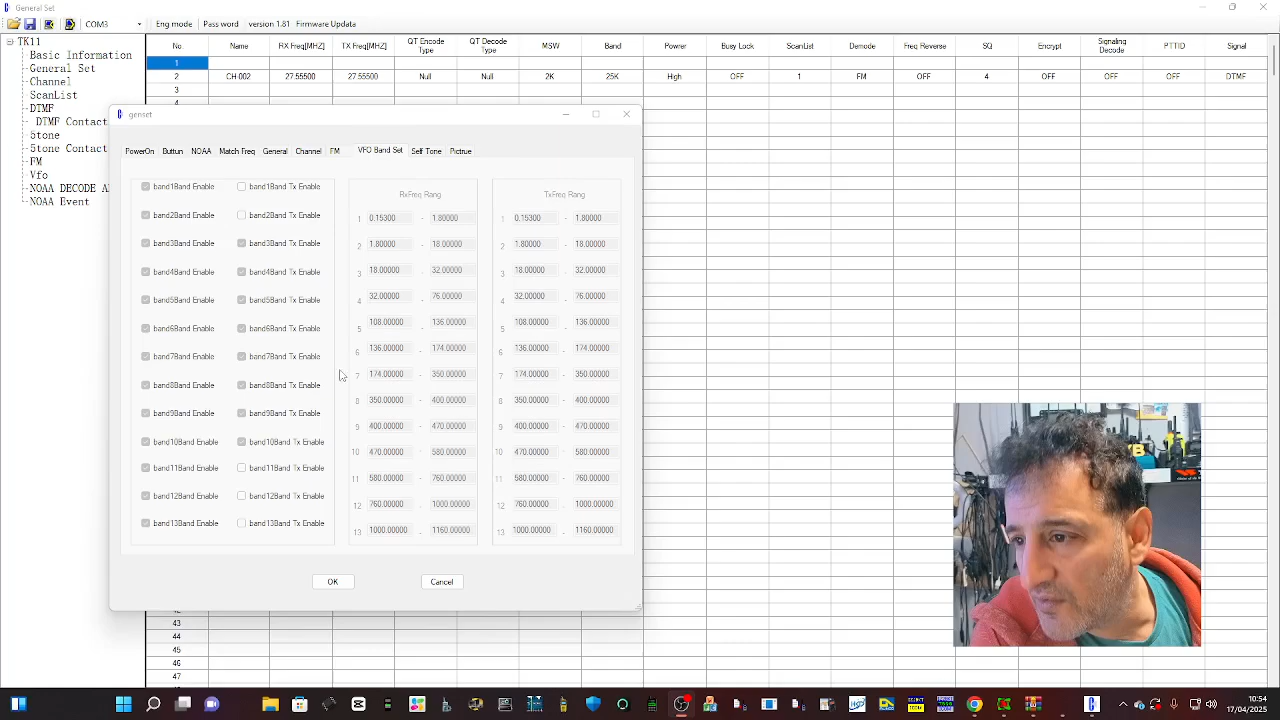 General Set
COM3 Eng mode Pass word version 1.81 Firmware Updata
TK11
Basic Information
General Set
Channel
ScanList
DTMF
DTMF Contact
5tone
5tone Contact
FM
Vfo
NOAA DECODE A
NOAA Event
No. Name RX Freq[MHZ] TX Freq[MHZ] QT Encode Type QT Decode Type MSW Band Power Busy Lock ScanList Remode Freq Reverse SQ Encrypt Signaling Decode PTTID Signal
1
2 CH-002 27.55500 27.55500 Null Null 2K 25K High OFF 1 FM OFF 4 OFF OFF OFF DTMF
3
4
genset
PowerOn Buttun NOAA Match Freq General Channel FM VFO Band Set Self Tone Pictrue
band1Band Enable band1Band Tx Enable
band2Band Enable band2Band Tx Enable
band3Band Enable band3Band Tx Enable
band4Band Enable band4Band Tx Enable
band5Band Enable band5Band Tx Enable
band6Band Enable band6Band Tx Enable
band7Band Enable band7Band Tx Enable
band8Band Enable band8Band Tx Enable
band9Band Enable band9Band Tx Enable
band10Band Enable band10Band Tx Enable
band11Band Enable band11Band Tx Enable
band12Band Enable band12Band Tx Enable
band13Band Enable band13Band Tx Enable
RxFreq Rang
1 0.15300 - 1.80000
2 1.80000 - 18.00000
3 18.00000 - 32.00000
4 32.00000 - 76.00000
5 108.00000 - 136.00000
6 136.00000 - 174.00000
7 174.00000 - 350.00000
8 350.00000 - 400.00000
9 400.00000 - 470.00000
10 470.00000 - 580.00000
11 580.00000 - 760.00000
12 760.00000 - 1000.00000
13 1000.00000 - 1160.00000
TxFreq Rang
1 0.15300 - 1.80000
2 1.80000 - 18.00000
3 18.00000 - 32.00000
4 32.00000 - 76.00000
5 108.00000 - 136.00000
6 136.00000 - 174.00000
7 174.00000 - 350.00000
8 350.00000 - 400.00000
9 400.00000 - 470.00000
10 470.00000 - 580.00000
11 580.00000 - 760.00000
12 760.00000 - 1000.00000
13 1000.00000 - 1160.00000
OK Cancel
43
44
45
46
47
10:54
17/04/2025